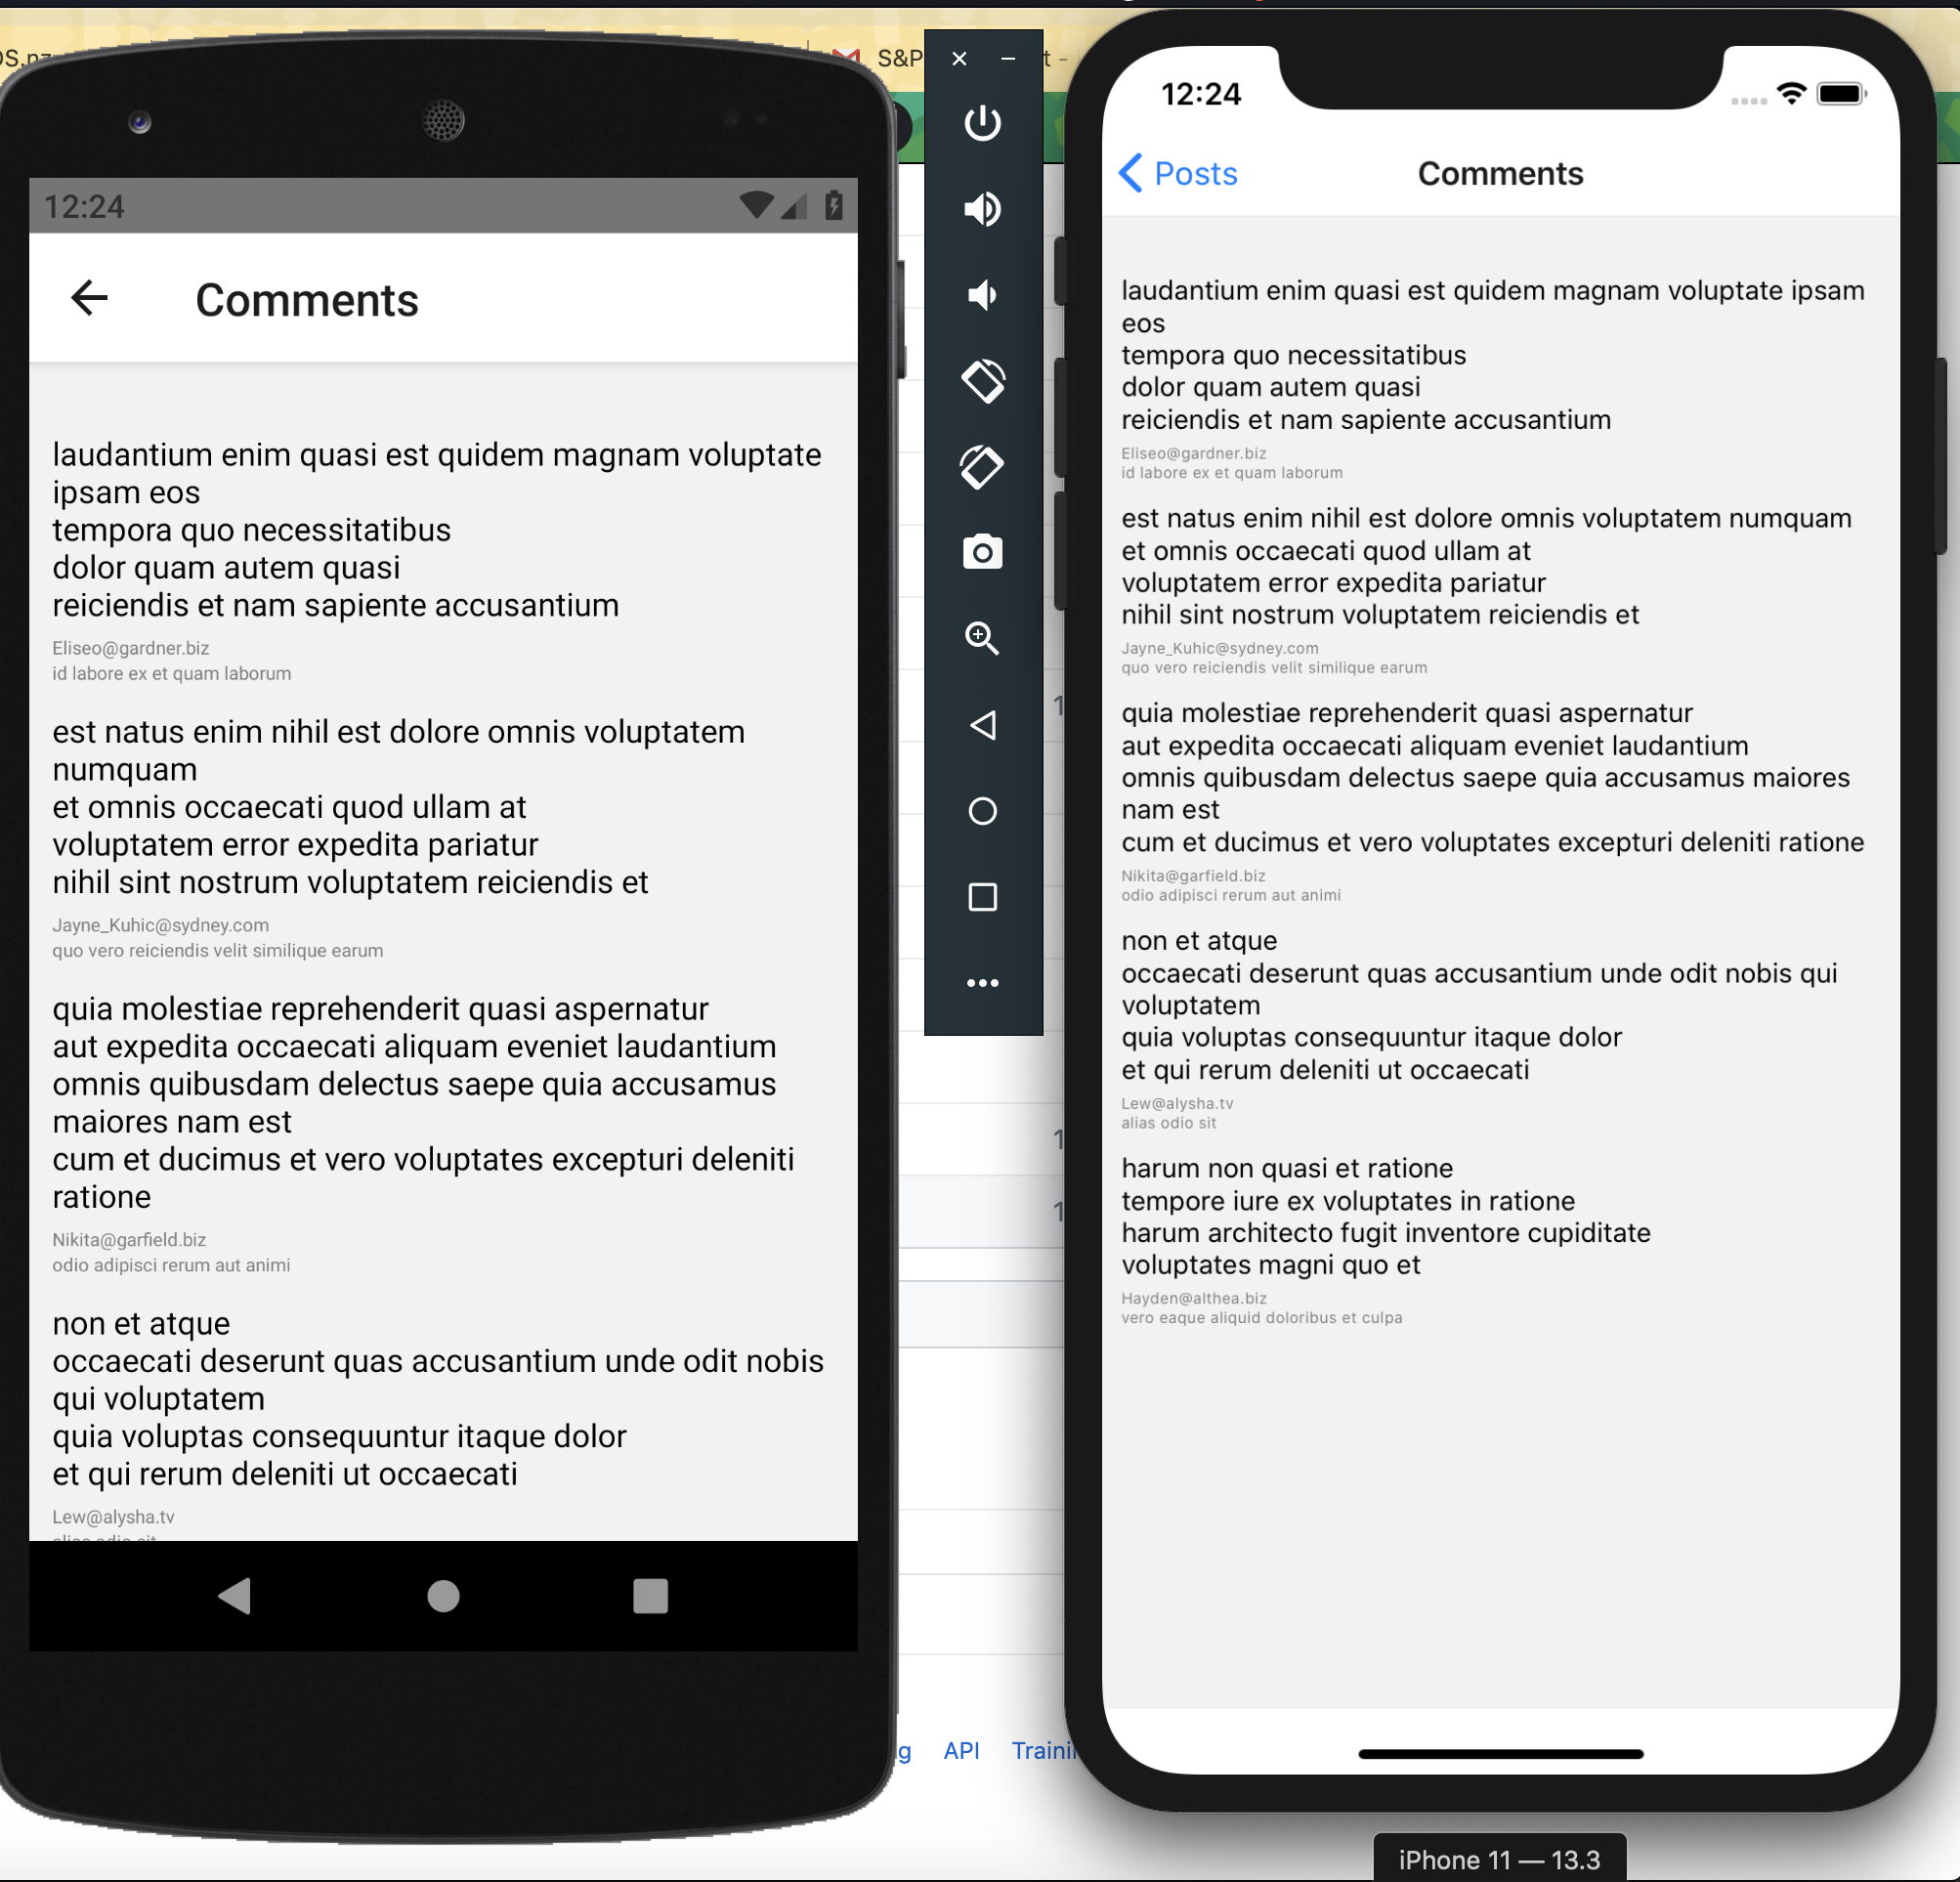 S&P
12:24
Comments
laudantium enim quasi est quidem magnam voluptate
ipsam eos
tempora quo necessitatibus
dolor quam autem quasi
reiciendis et nam sapiente accusantium
Eliseo@gardner.biz
id labore ex et quam laborum
est natus enim nihil est dolore omnis voluptatem
numquam
et omnis occaecati quod ullam at
voluptatem error expedita pariatur
nihil sint nostrum voluptatem reiciendis et
Jayne_Kuhic@sydney.com
quo vero reiciendis velit similique earum
quia molestiae reprehenderit quasi aspernatur
aut expedita occaecati aliquam eveniet laudantium
omnis quibusdam delectus saepe quia accusamus
maiores nam est
cum et ducimus et vero voluptates excepturi deleniti
ratione
Nikita@garfield.biz
odio adipisci rerum aut animi
non et atque
occaecati deserunt quas accusantium unde odit nobis
qui voluptatem
quia voluptas consequuntur itaque dolor
et qui rerum deleniti ut occaecati
Lew@alysha.tv
alias odio sit
API
12:24
Posts
Comments
laudantium enim quasi est quidem magnam voluptate ipsam
eos
tempora quo necessitatibus
dolor quam autem quasi
reiciendis et nam sapiente accusantium
Eliseo@gardner.biz
id labore ex et quam laborum
est natus enim nihil est dolore omnis voluptatem numquam
et omnis occaecati quod ullam at
voluptatem error expedita pariatur
nihil sint nostrum voluptatem reiciendis et
Jayne_Kuhic@sydney.com
quo vero reiciendis velit similique earum
quia molestiae reprehenderit quasi aspernatur
aut expedita occaecati aliquam eveniet laudantium
omnis quibusdam delectus saepe quia accusamus maiores
nam est
cum et ducimus et vero voluptates excepturi deleniti ratione
Nikita@garfield.biz
odio adipisci rerum aut animi
non et atque
occaecati deserunt quas accusantium unde odit nobis qui
voluptatem
quia voluptas consequuntur itaque dolor
et qui rerum deleniti ut occaecati
Lew@alysha.tv
alias odio sit
harum non quasi et ratione
tempore iure ex voluptates in ratione
harum architecto fugit inventore cupiditate
voluptates magni quo et
Hayden@althea.biz
vero eaque aliquid doloribus et culpa
iPhone 11 — 13.3